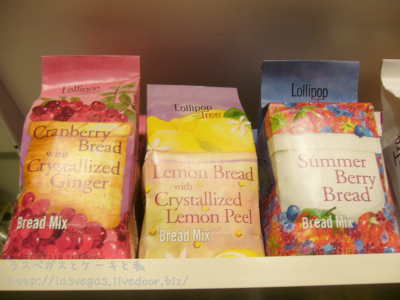 Lollipop
Cranberry
Bread
with
Crystallized
Ginger
Bread Mix
Lollipop
Tree
Lemon Bread
with
Crystallized
Lemon Peel
Bread Mix
Lollipop
Summer
Berry
Bread
Bread Mix
ラスベガスとケーキと私
http://lasvegas.livedoor.biz/